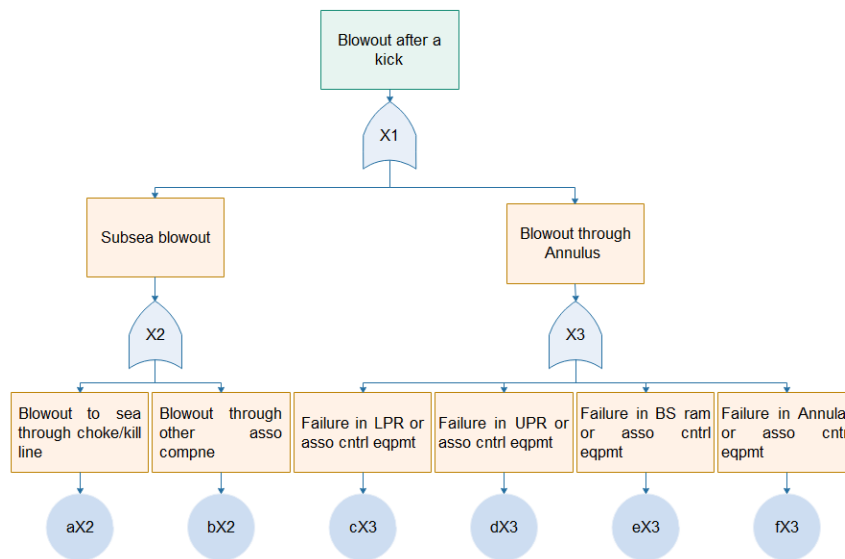 Blowout after a
kick
X1
Subsea blowout
Blowout through
Annulus
X2
X3
Blowout to sea
through choke/kill
line
Blowout through
other asso
compne
Failure in LPR or
asso cntrl eqpmt
Failure in UPR or
asso cntrl eqpmt
Failure in BS ram
or asso cntrl
eqpmt
Failure in Annula
or asso cnt
eqpmt
aX2
bX2
cX3
dX3
eX3
fX3